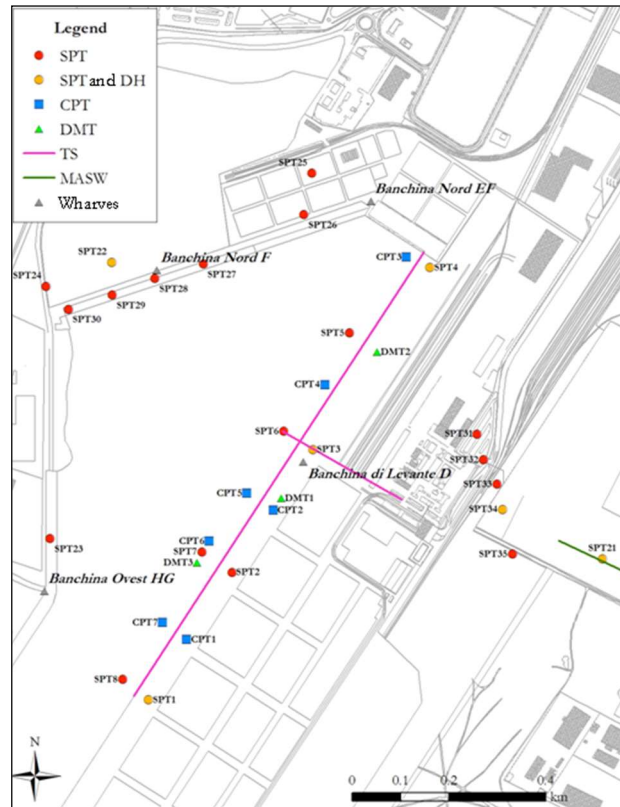 Legend
SPT
SPT and DH
CPT
DMT
TS
MASW
Wharves
SPT25
Banchina Nord EF
SPT26
SPT22
Banchina Nord F
CPT3
SPT4
SPT24
SPT27
SPT28
SPT29
SPT30
SPT5
DMT2
CPT4
SPT6
SPT3
SPT31
SPT32
Banchina di Levante D
SPT33
CPT5
DMT1
CPT2
SPT34
SPT23
CPT6
SPT7
DMT3
SPT2
SPT35
SPT21
Banchina Ovest HG
CPT7
CPT1
SPT8
SPT1
N
0 0.1 0.2 0.4
km